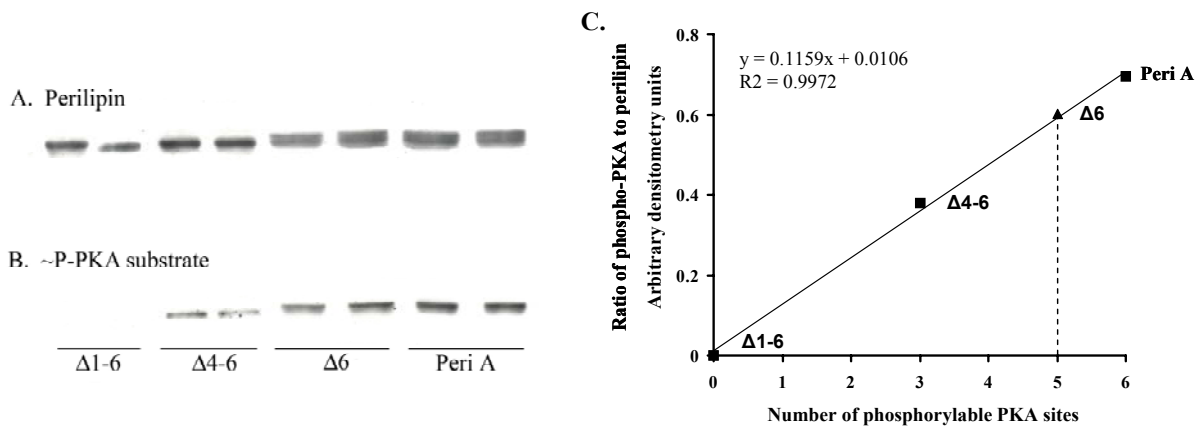 A. Perilipin
B. ~P-PKA substrate
Δ1-6 Δ4-6 Δ6 Peri A
C.
Ratio of phospho-PKA to perilipin
Arbitrary densitometry units
y = 0.1159x + 0.0106
R2 = 0.9972
0.8
0.6
0.4
0.2
0
Peri A
Δ6
Δ4-6
Δ1-6
0 1 2 3 4 5 6
Number of phosphorylable PKA sites